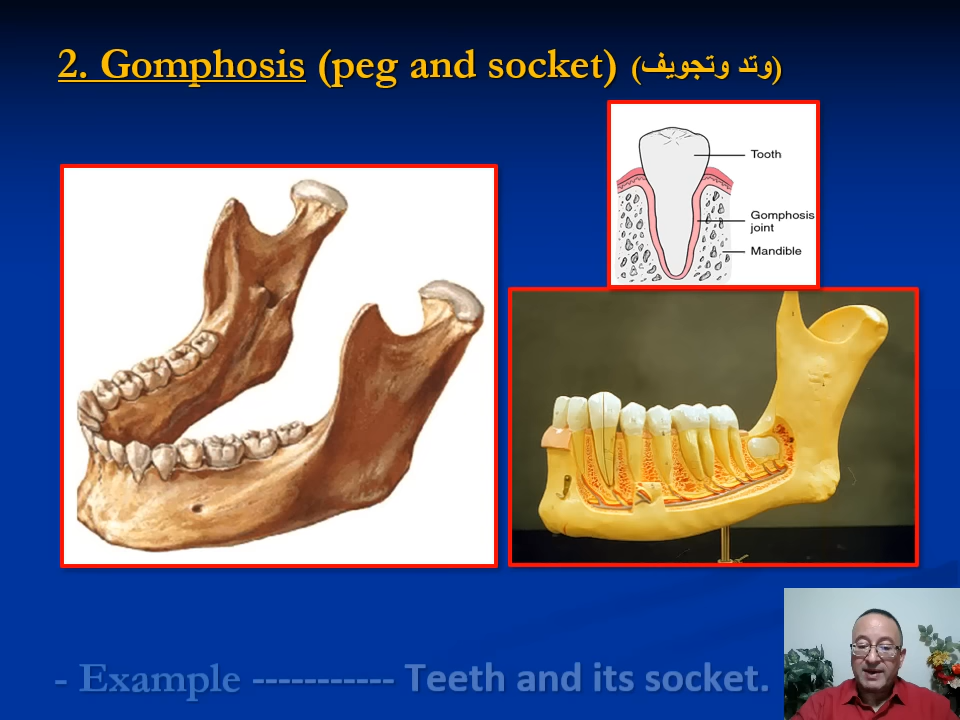 2. Gomphosis (peg and socket) (وتد وتجويف)
Tooth
Gomphosis
joint
Mandible
- Example ----------- Teeth and its socket.